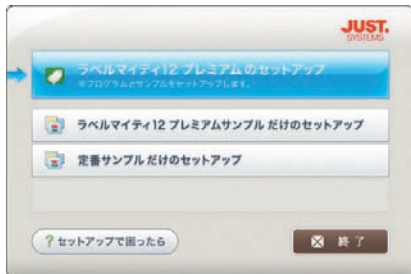 JUST.
SYSTEMS
ラベルマイティ12 プレミアム のセットアップ
※プログラムとサンプルをセットアップします。
ラベルマイティ12 プレミアムサンプル だけのセットアップ
定番サンプル だけのセットアップ
? セットアップで困ったら
終了